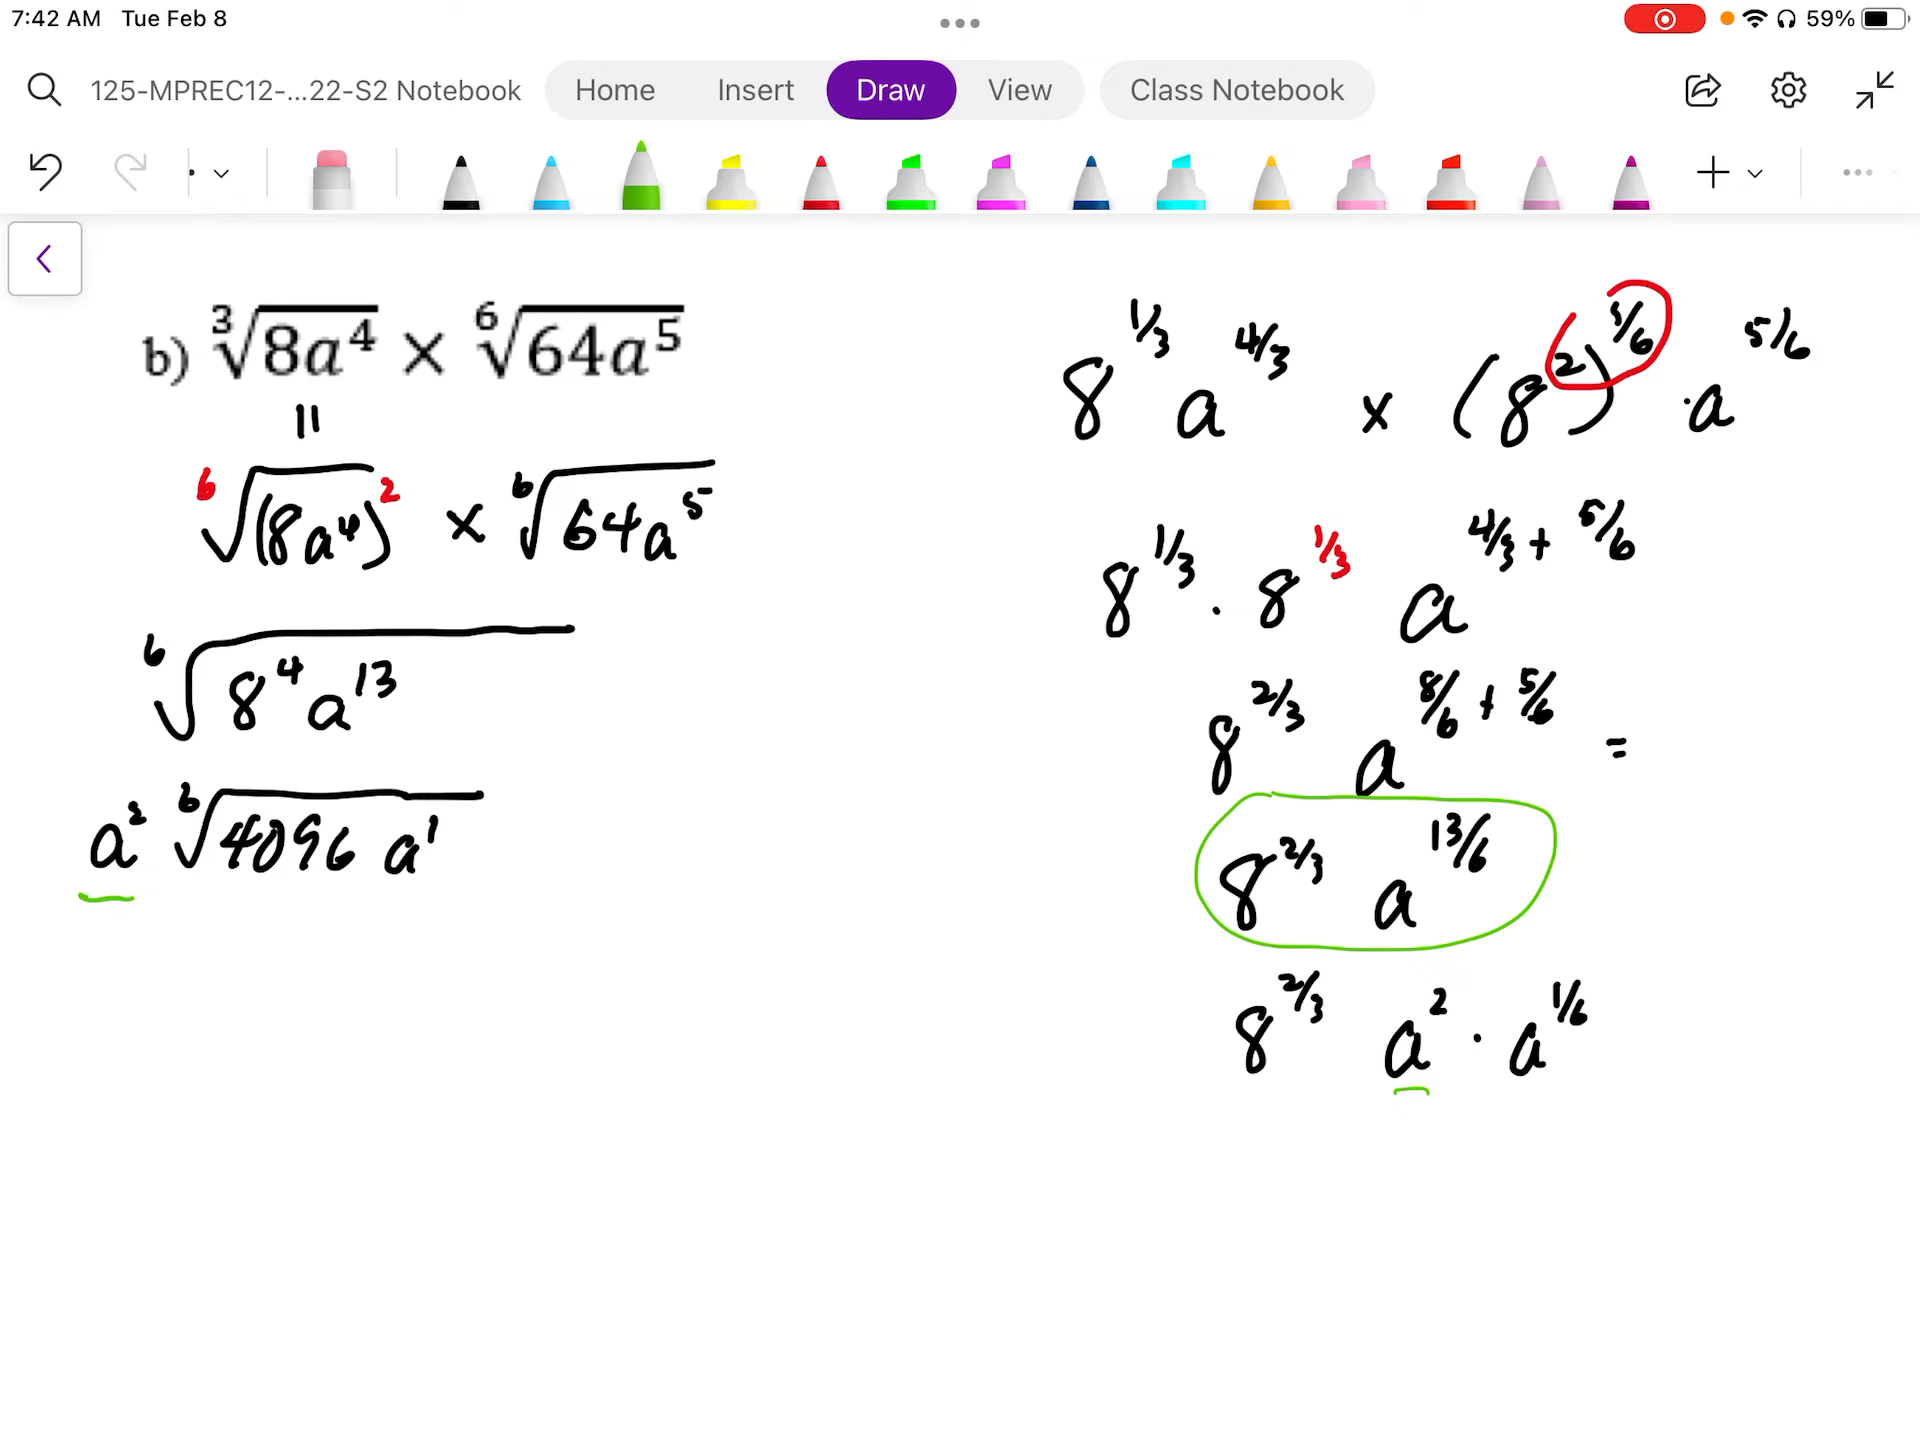 7:42 AM Tue Feb 8
59%
125-MPREC12-...22-S2 Notebook
Home Insert Draw View Class Notebook
b) ∛(8a⁴) × ⁶√(64a⁵)
=
⁶√((8a⁴)²) × ⁶√(64a⁵)
⁶√(8⁴a¹³)
a² ⁶√(4096 a¹)
8^(1/3) a^(4/3) × (8²)^(1/6) · a^(5/6)
8^(1/3) · 8^(1/3) a^(4/3 + 5/6)
8^(2/3) a^(8/6 + 5/6) =
8^(2/3) a^(13/6)
8^(2/3) a² · a^(1/6)